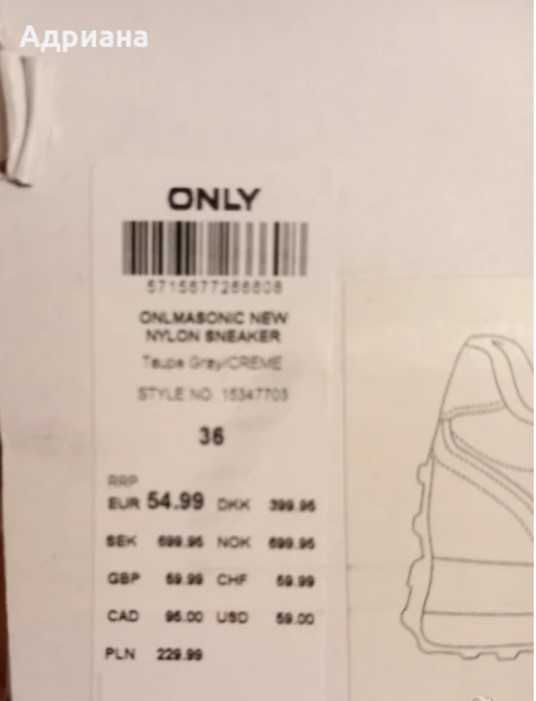 Адриана
ONLY
5715677266808
ONLMASONIC NEW
NYLON SNEAKER
Taupe Gray/CREME
STYLE NO. 15347703
36
RRP
EUR 54.99 DKK 399.95
SEK 699.95 NOK 699.95
GBP 59.99 CHF 59.99
CAD 95.00 USD 59.00
PLN 229.99